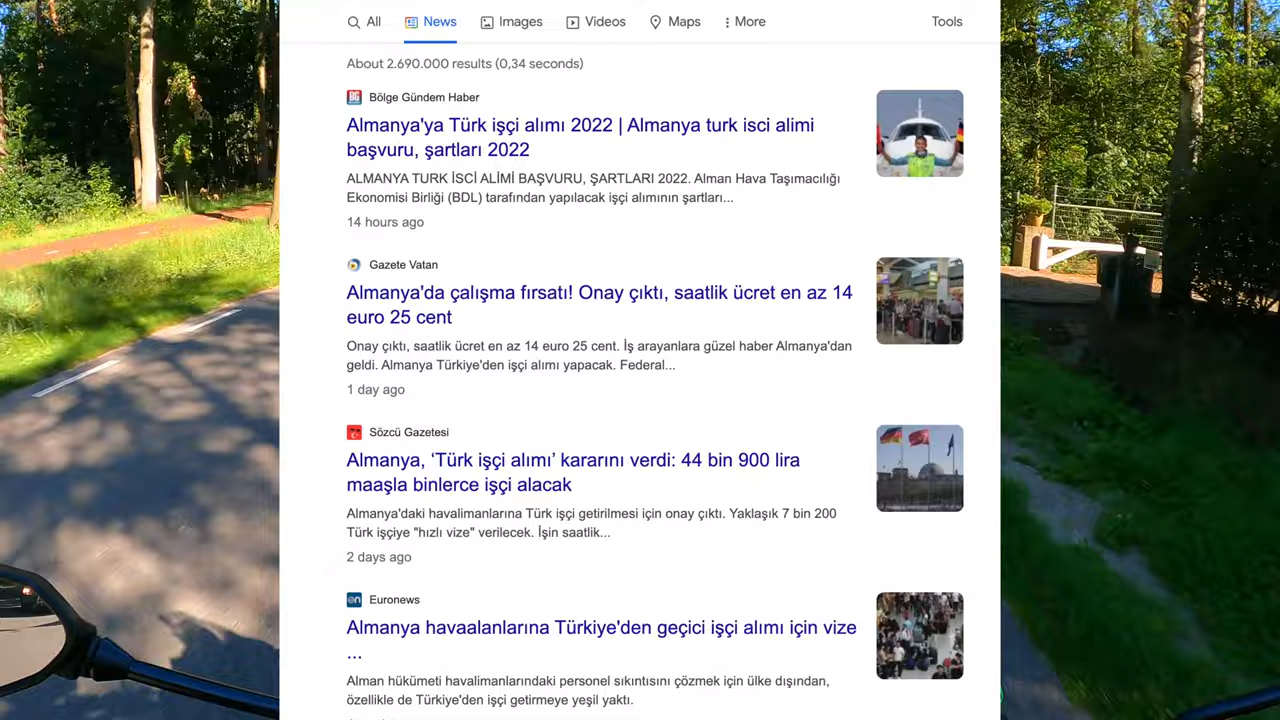 All
News
Images
Videos
Maps
More
Tools
About 2.690.000 results (0,34 seconds)
Bölge Gündem Haber
Almanya'ya Türk işçi alımı 2022 | Almanya turk isci alimi
başvuru, şartları 2022
ALMANYA TURK İSCİ ALİMİ BAŞVURU, ŞARTLARI 2022. Alman Hava Taşımacılığı
Ekonomisi Birliği (BDL) tarafından yapılacak işçi alımının şartları...
14 hours ago
Gazete Vatan
Almanya'da çalışma fırsatı! Onay çıktı, saatlik ücret en az 14
euro 25 cent
Onay çıktı, saatlik ücret en az 14 euro 25 cent. İş arayanlara güzel haber Almanya'dan
geldi. Almanya Türkiye'den işçi alımı yapacak. Federal...
1 day ago
Sözcü Gazetesi
Almanya, ‘Türk işçi alımı’ kararını verdi: 44 bin 900 lira
maaşla binlerce işçi alacak
Almanya'daki havalimanlarına Türk işçi getirilmesi için onay çıktı. Yaklaşık 7 bin 200
Türk işçiye "hızlı vize" verilecek. İşin saatlik...
2 days ago
en Euronews
Almanya havaalanlarına Türkiye'den geçici işçi alımı için vize
...
Alman hükümeti havalimanlarındaki personel sıkıntısını çözmek için ülke dışından,
özellikle de Türkiye'den işçi getirmeye yeşil yaktı.